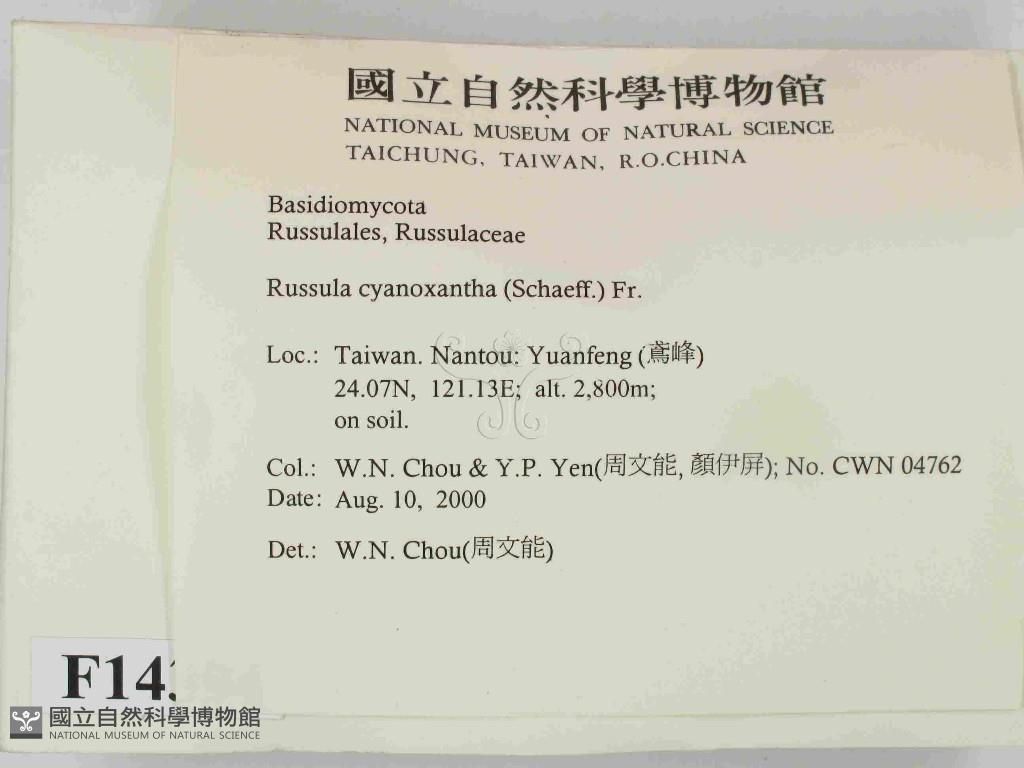 國立自然科學博物館
NATIONAL MUSEUM OF NATURAL SCIENCE
TAICHUNG, TAIWAN, R.O.CHINA
Basidiomycota
Russulales, Russulaceae
Russula cyanoxantha (Schaeff.) Fr.
Loc.: Taiwan. Nantou: Yuanfeng (鳶峰)
24.07N, 121.13E; alt. 2,800m;
on soil.
Col.: W.N. Chou & Y.P. Yen(周文能, 顏伊屏); No. CWN 04762
Date: Aug. 10, 2000
Det.: W.N. Chou(周文能)
F14
國立自然科學博物館
NATIONAL MUSEUM OF NATURAL SCIENCE